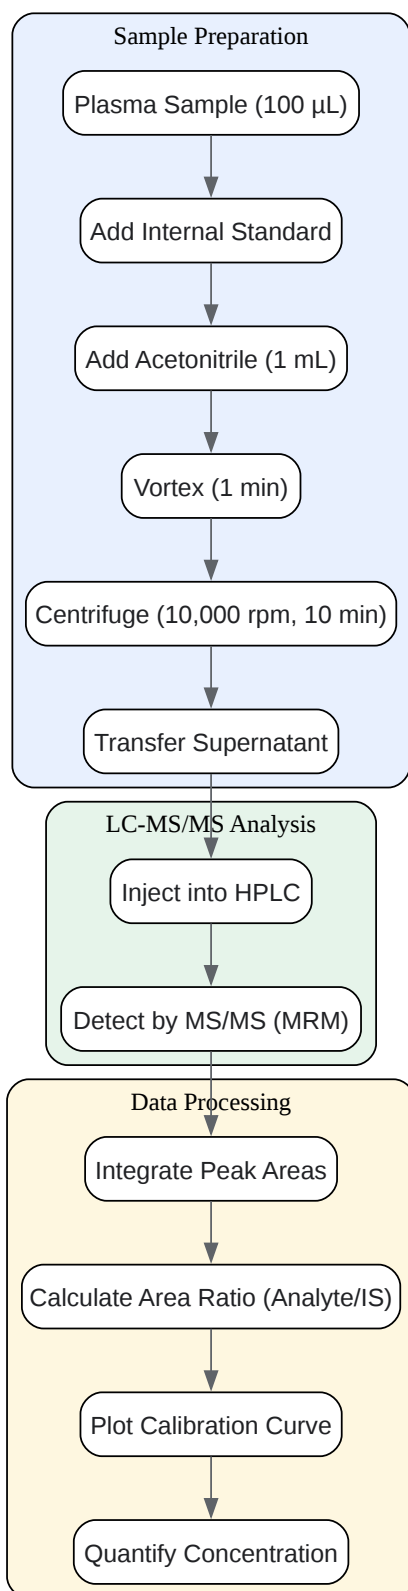 Sample Preparation
Plasma Sample (100 µL)
Add Internal Standard
Add Acetonitrile (1 mL)
Vortex (1 min)
Centrifuge (10,000 rpm, 10 min)
Transfer Supernatant
LC-MS/MS Analysis
Inject into HPLC
Detect by MS/MS (MRM)
Data Processing
Integrate Peak Areas
Calculate Area Ratio (Analyte/IS)
Plot Calibration Curve
Quantify Concentration